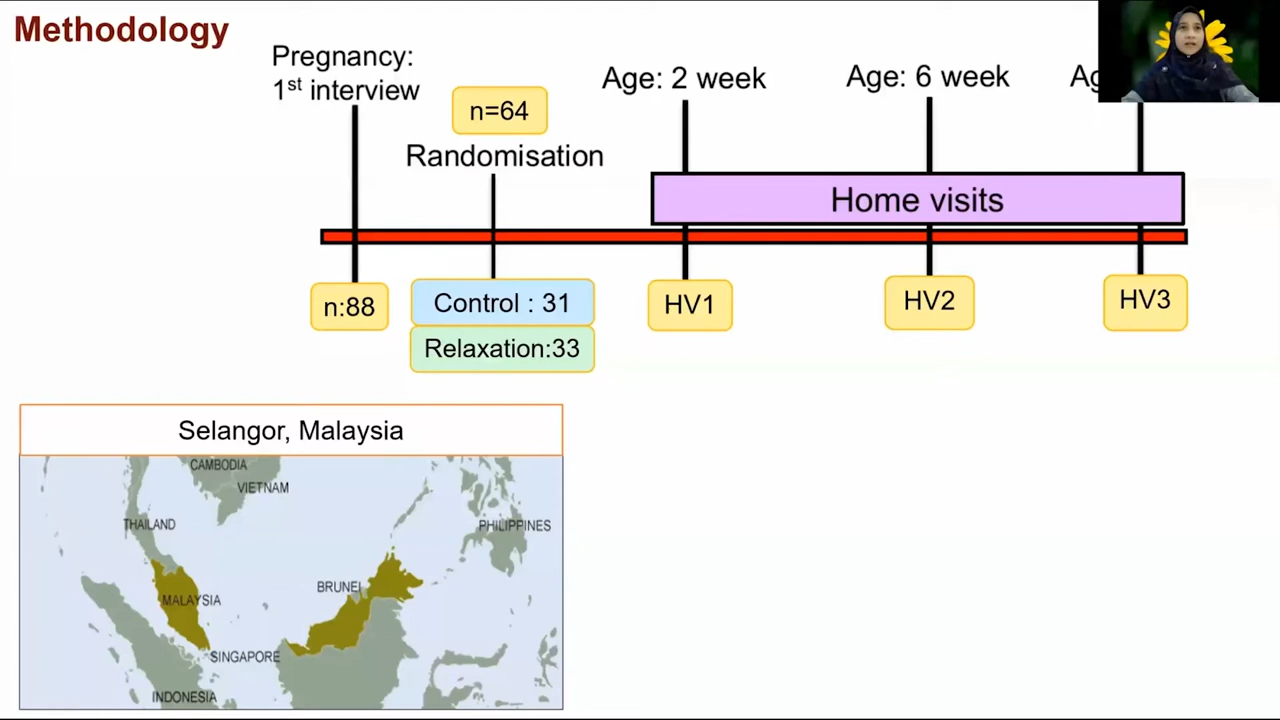 Methodology
Pregnancy:
1st interview
n=64
Randomisation
Age: 2 week
Age: 6 week
Home visits
n:88
Control : 31
Relaxation:33
HV1
HV2
HV3
Selangor, Malaysia
CAMBODIA
VIETNAM
THAILAND
PHILIPPINES
BRUNEI
MALAYSIA
SINGAPORE
INDONESIA